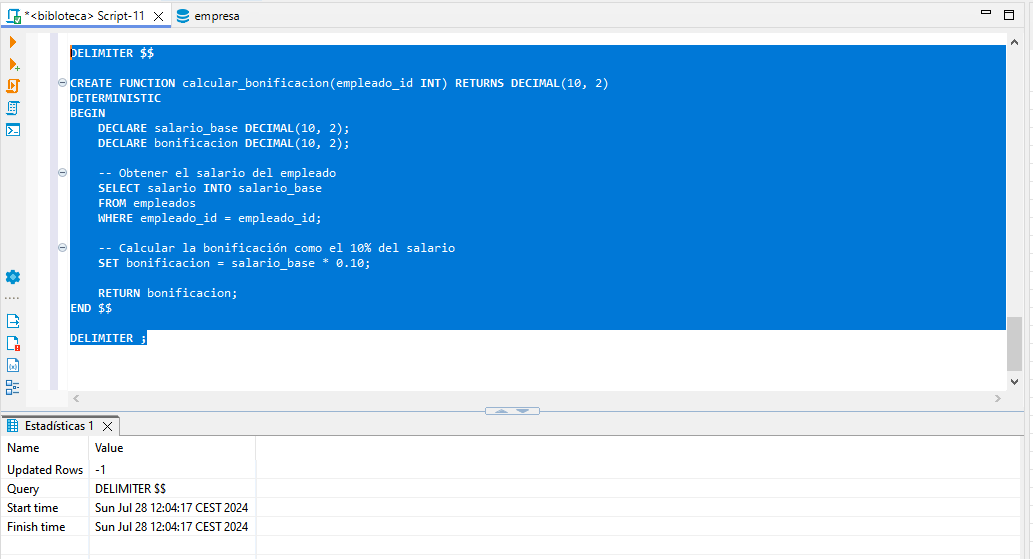 *<bibloteca> Script-11
empresa
DELIMITER $$
CREATE FUNCTION calcular_bonificacion(empleado_id INT) RETURNS DECIMAL(10, 2)
DETERMINISTIC
BEGIN
DECLARE salario_base DECIMAL(10, 2);
DECLARE bonificacion DECIMAL(10, 2);
-- Obtener el salario del empleado
SELECT salario INTO salario_base
FROM empleados
WHERE empleado_id = empleado_id;
-- Calcular la bonificación como el 10% del salario
SET bonificacion = salario_base * 0.10;
RETURN bonificacion;
END $$
DELIMITER ;
Estadísticas 1
Name Value
Updated Rows -1
Query DELIMITER $$
Start time Sun Jul 28 12:04:17 CEST 2024
Finish time Sun Jul 28 12:04:17 CEST 2024